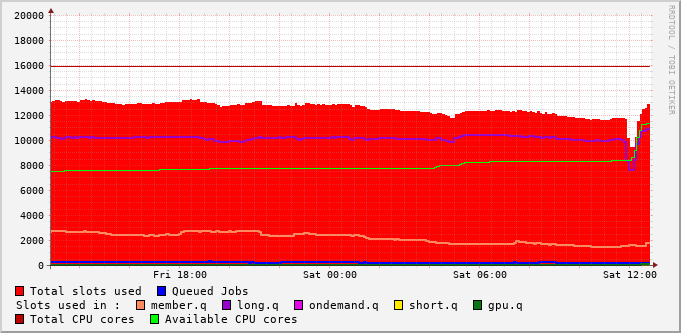 20000
18000
16000
14000
12000
10000
8000
6000
4000
2000
0
Fri 18:00 Sat 00:00 Sat 06:00 Sat 12:00
RRDTOOL / TOBI OETIKER
Total slots used Queued Jobs
Slots used in : member.q long.q ondemand.q short.q gpu.q
Total CPU cores Available CPU cores